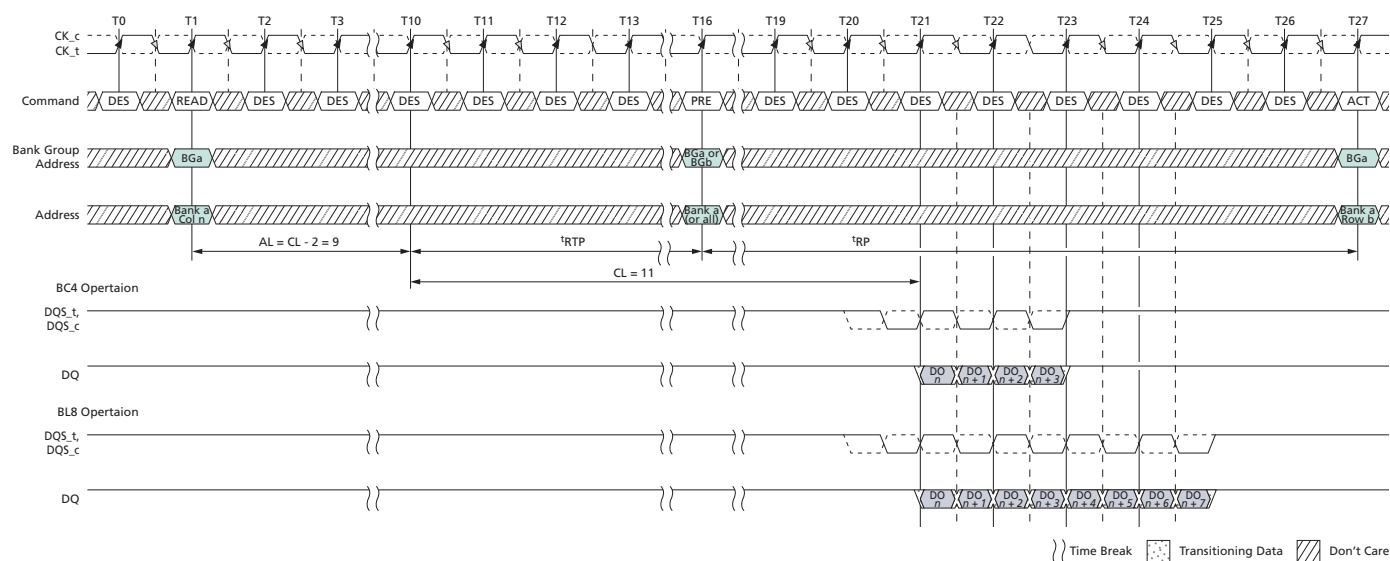 T0 T1 T2 T3 T10 T11 T12 T13 T16 T19 T20 T21 T22 T23 T24 T25 T26 T27
CK_c
CK_t
Command DES READ DES DES DES DES DES DES PRE DES DES DES DES DES DES DES DES ACT
Bank Group
Address
BGa
BGa or
BGb
BGa
Address
Bank a
Col n
Bank a
(or all)
Bank a
Row b
AL = CL - 2 = 9
tRTP
tRP
CL = 11
BC4 Opertaion
DQS_t,
DQS_c
DQ
DO
n
DO
n + 1
DO
n + 2
DO
n + 3
BL8 Opertaion
DQS_t,
DQS_c
DQ
DO
n
DO
n + 1
DO
n + 2
DO
n + 3
DO
n + 4
DO
n + 5
DO
n + 6
DO
n + 7
Time Break Transitioning Data Don't Care